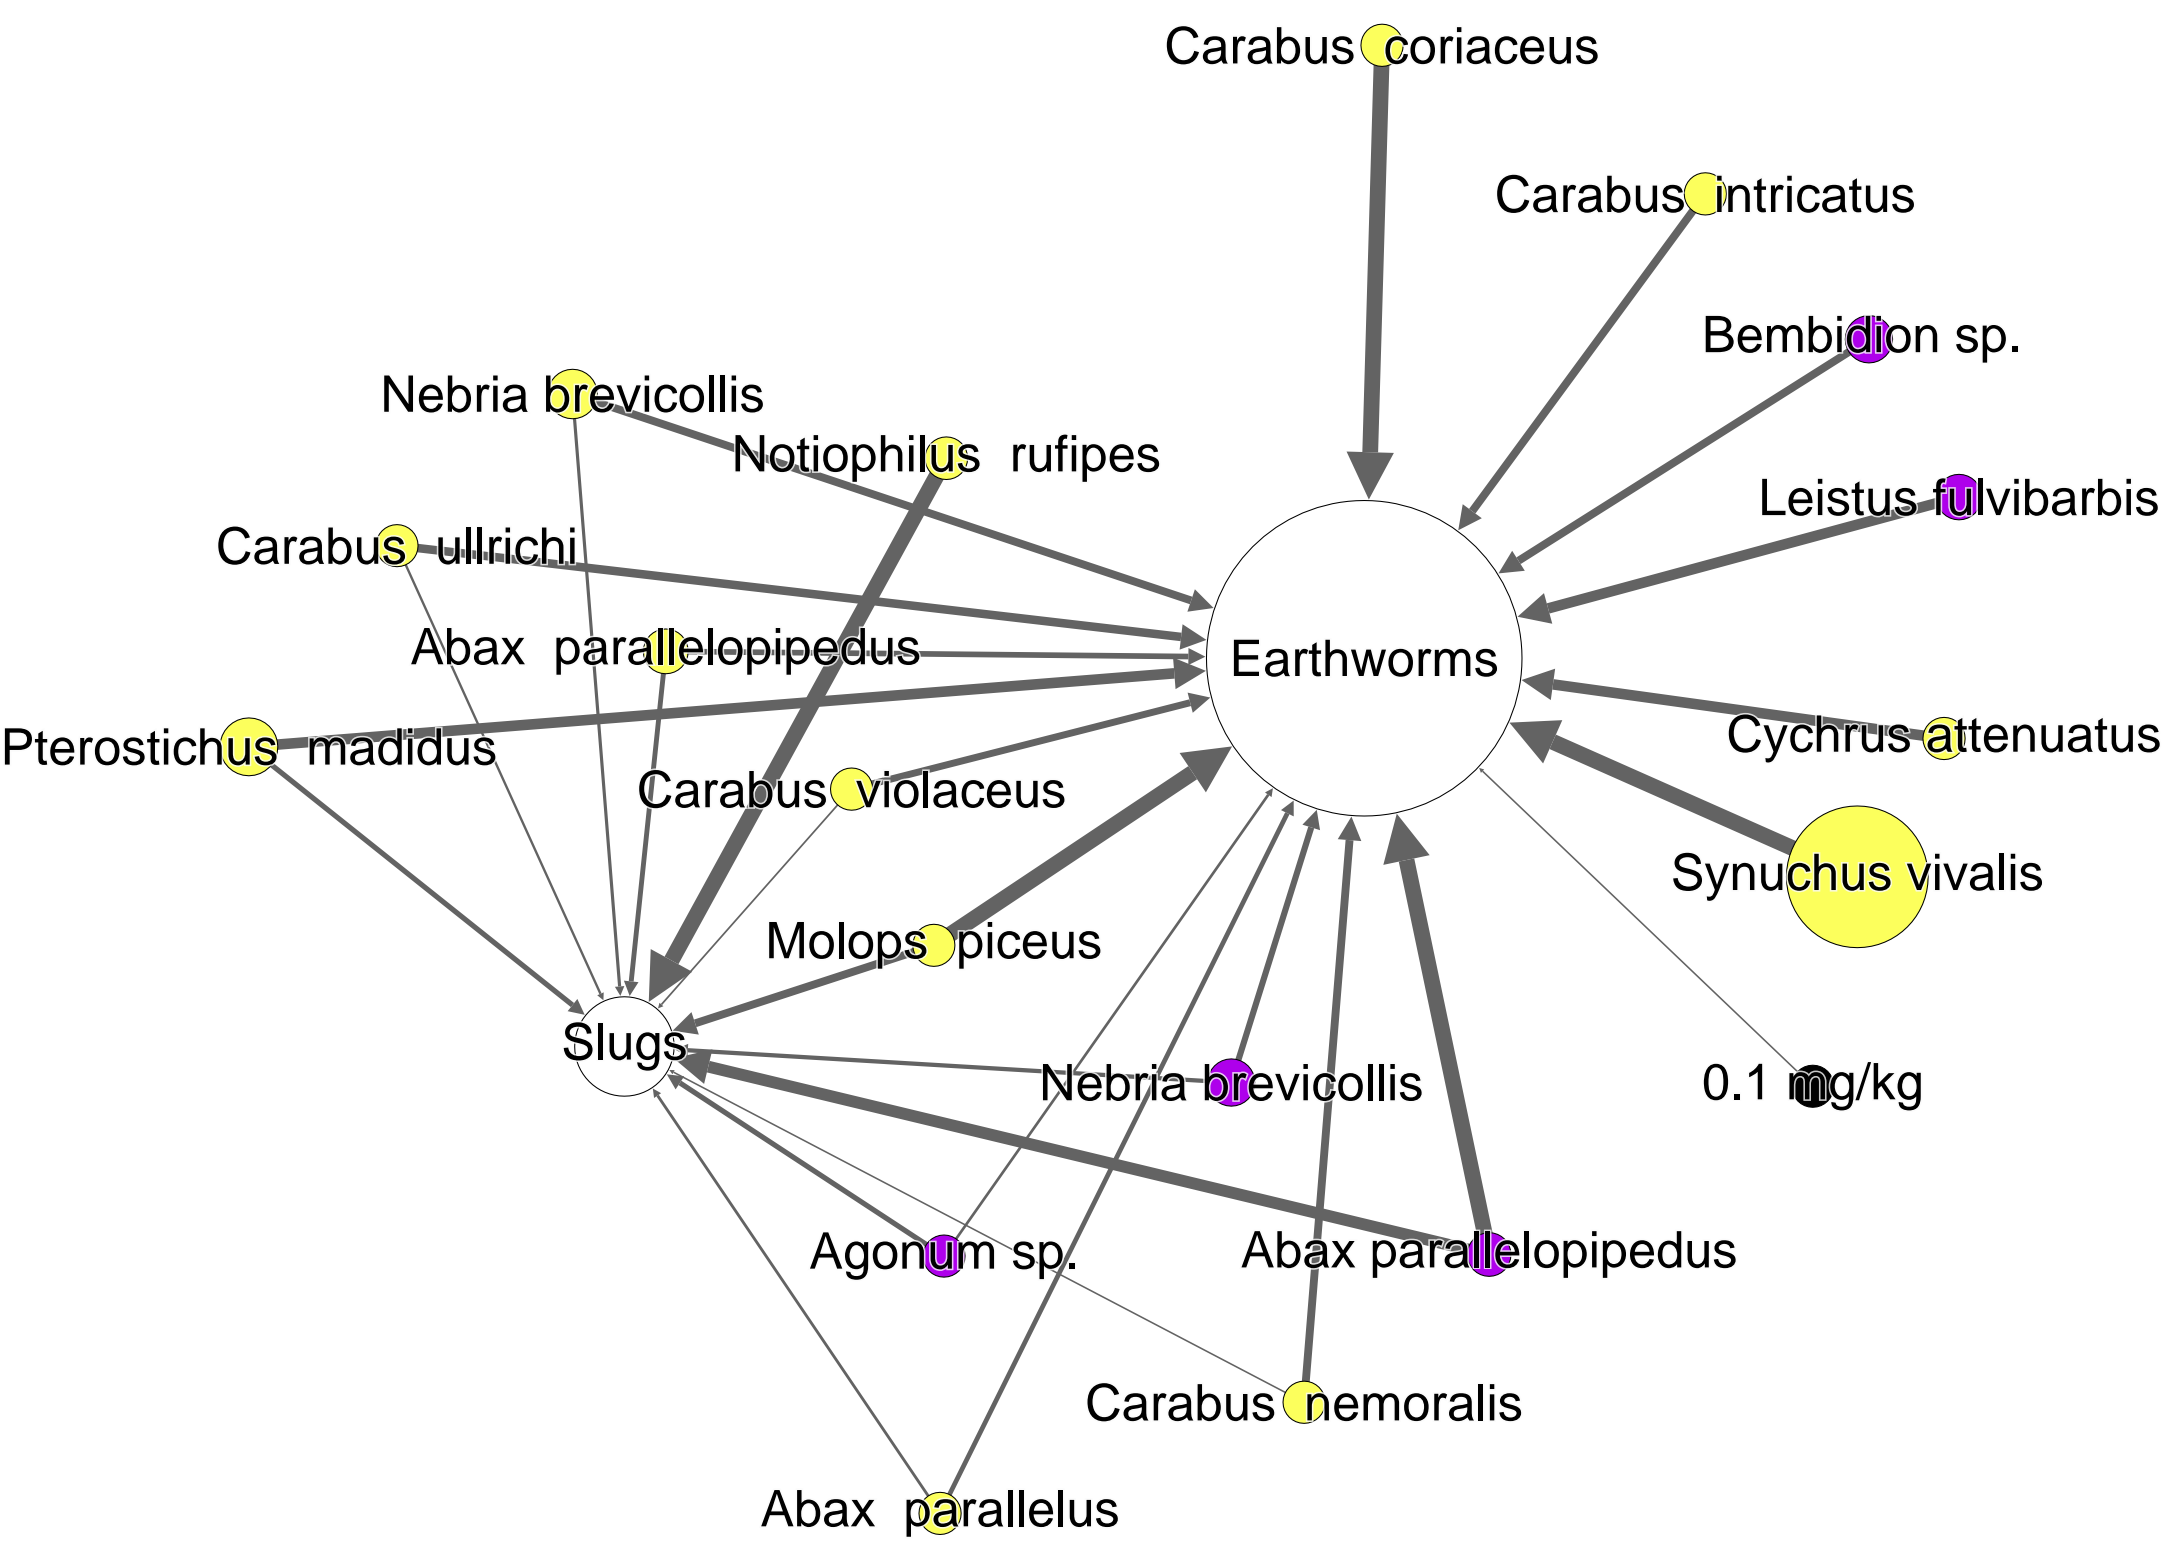 Carabus coriaceus
Carabus intricatus
Bembidion sp.
Nebria brevicollis
Notiophilus rufipes
Leistus fulvibarbis
Carabus ullrichi
Abax parallelopipedus
Earthworms
Pterostichus madidus
Cychrus attenuatus
Carabus violaceus
Synuchus vivalis
Molops piceus
Slugs
Nebria brevicollis
0.1 mg/kg
Agonum sp.
Abax parallelopipedus
Carabus nemoralis
Abax parallelus